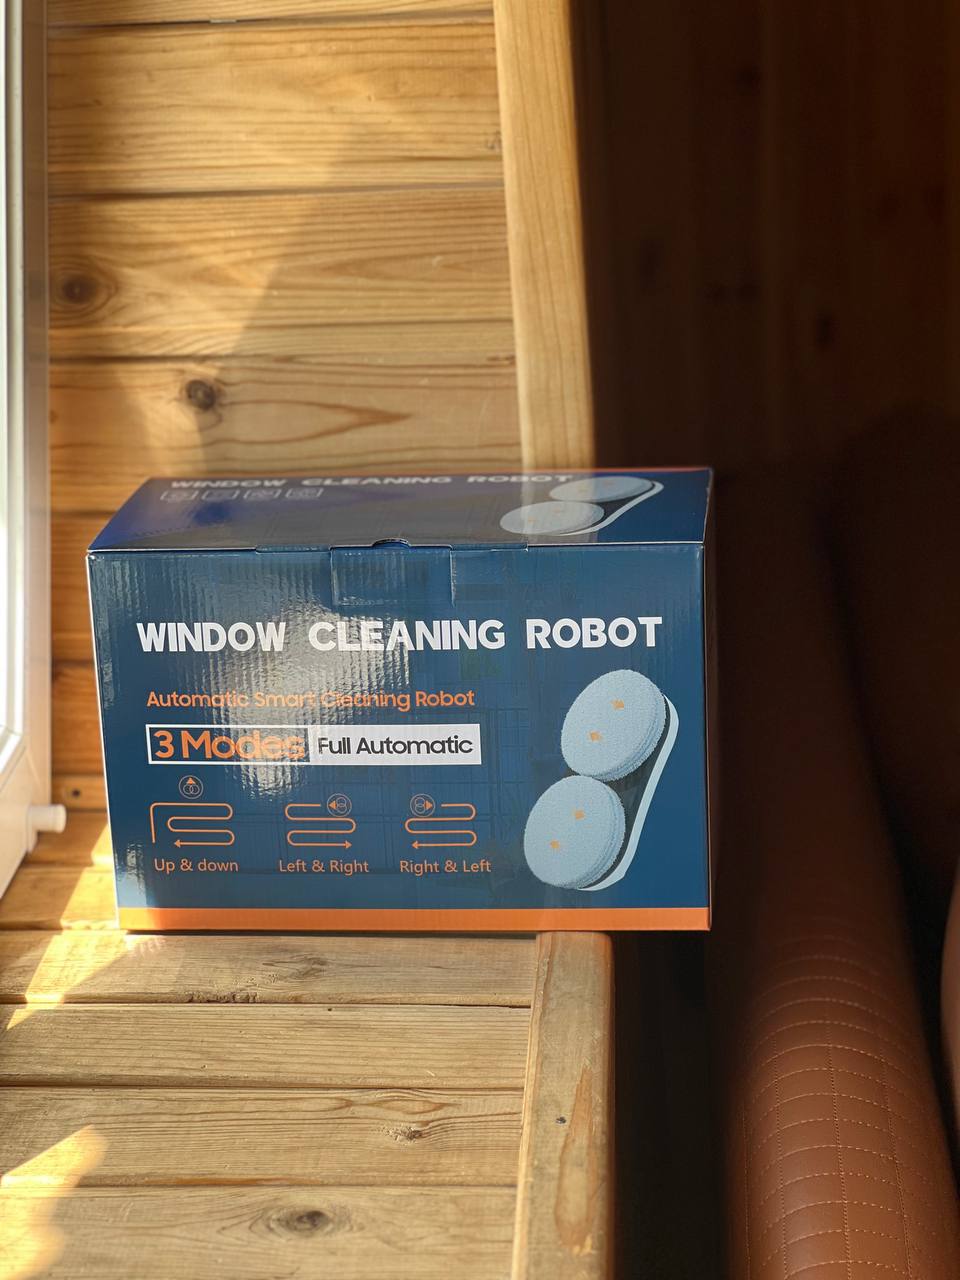 WINDOW CLEANING ROBOT
WINDOW CLEANING ROBOT
Automatic Smart Cleaning Robot
3 Modes Full Automatic
Up & down Left & Right Right & Left